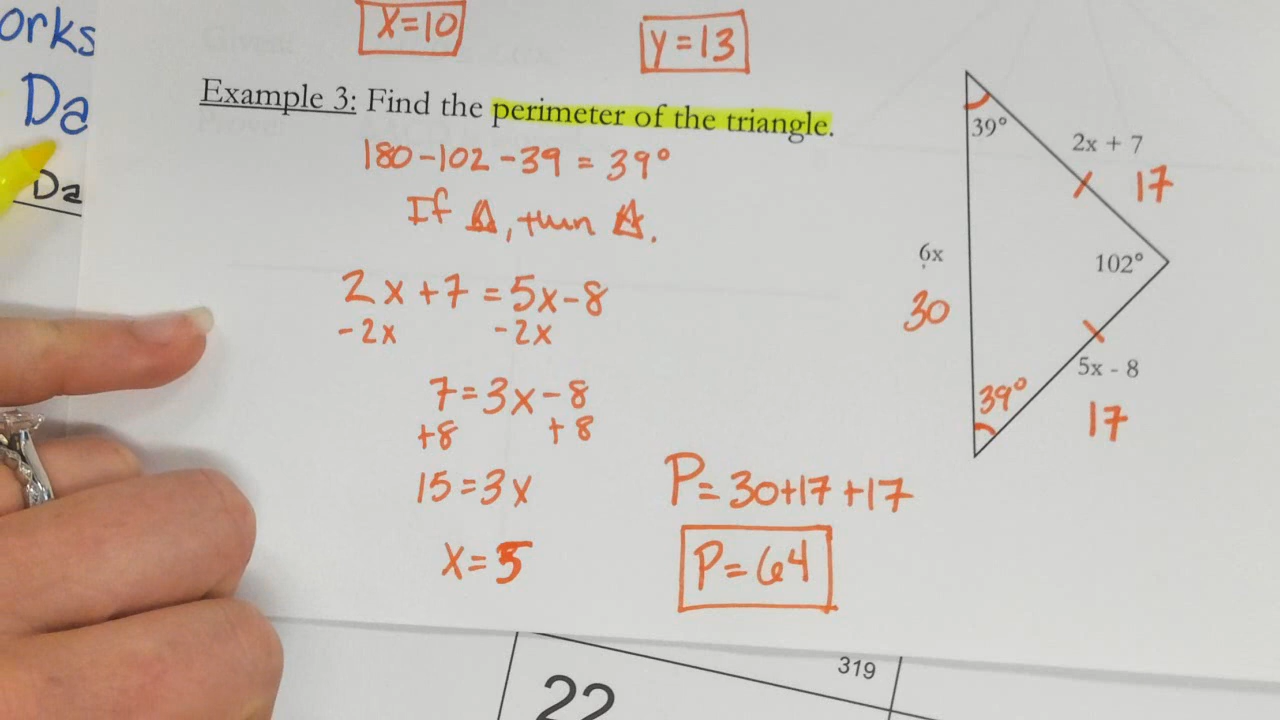 orks
Da
Da
X=10
y=13
Example 3: Find the perimeter of the triangle.
180-102-39 = 39°
If △, then △.
2x+7 = 5x-8
-2x -2x
7=3x-8
+8 +8
15=3x
x=5
P=30+17+17
P=64
39°
2x + 7
17
6x
30
102°
5x - 8
17
39°
319
22